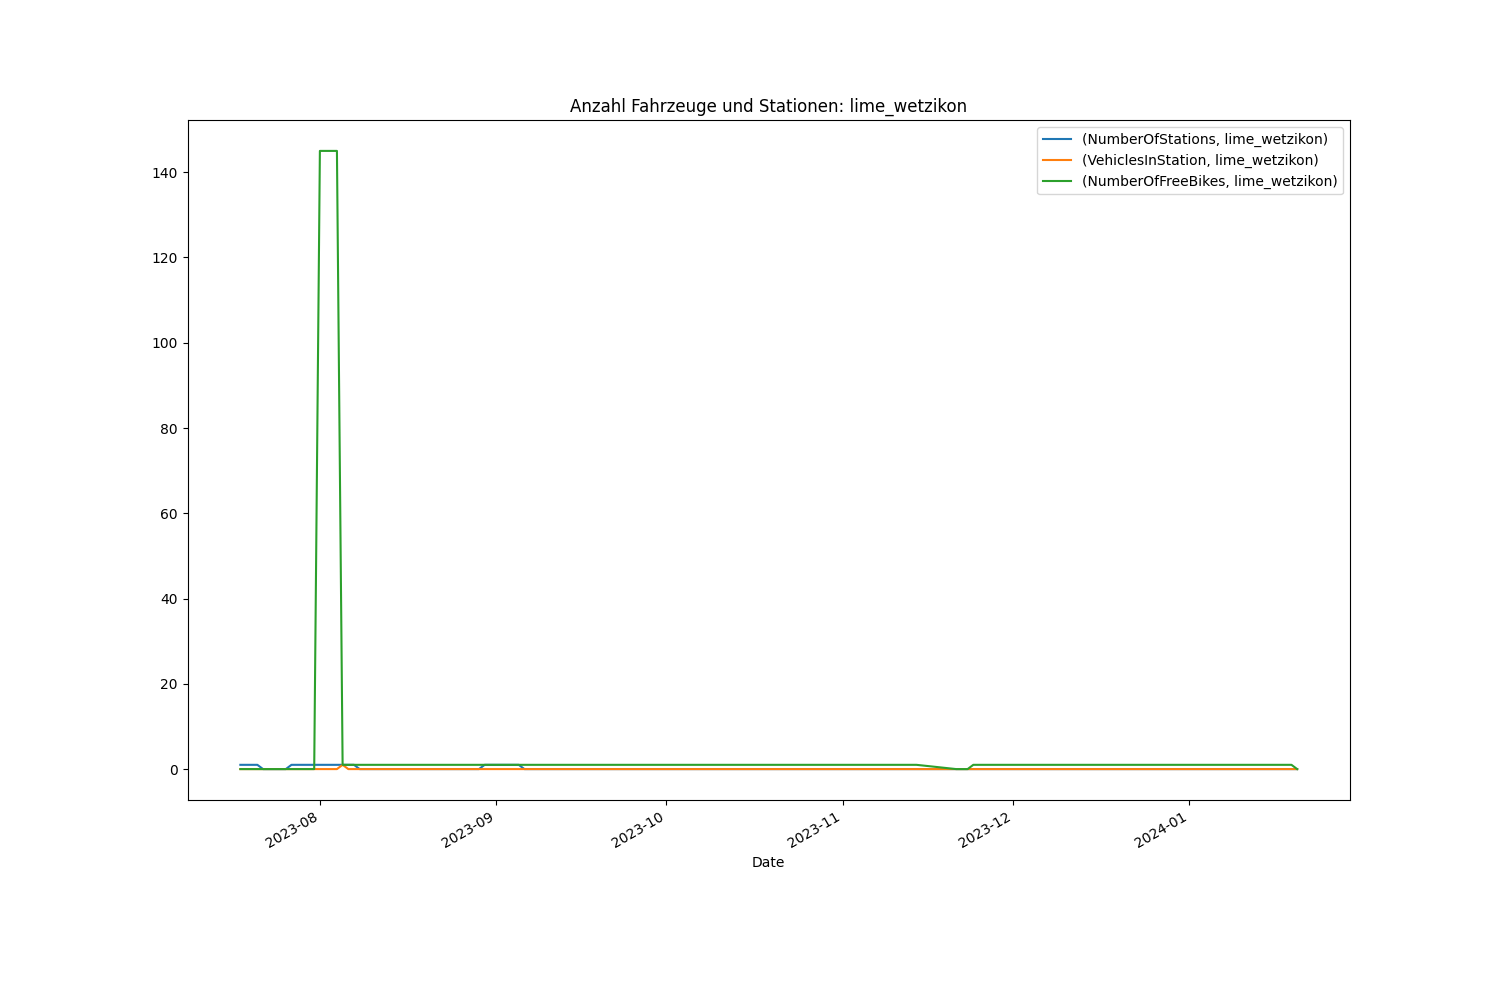 Anzahl Fahrzeuge und Stationen: lime_wetzikon
(NumberOfStations, lime_wetzikon)
(VehiclesInStation, lime_wetzikon)
(NumberOfFreeBikes, lime_wetzikon)
140
120
100
80
60
40
20
0
2023-08
2023-09
2023-10
2023-11
2023-12
2024-01
Date